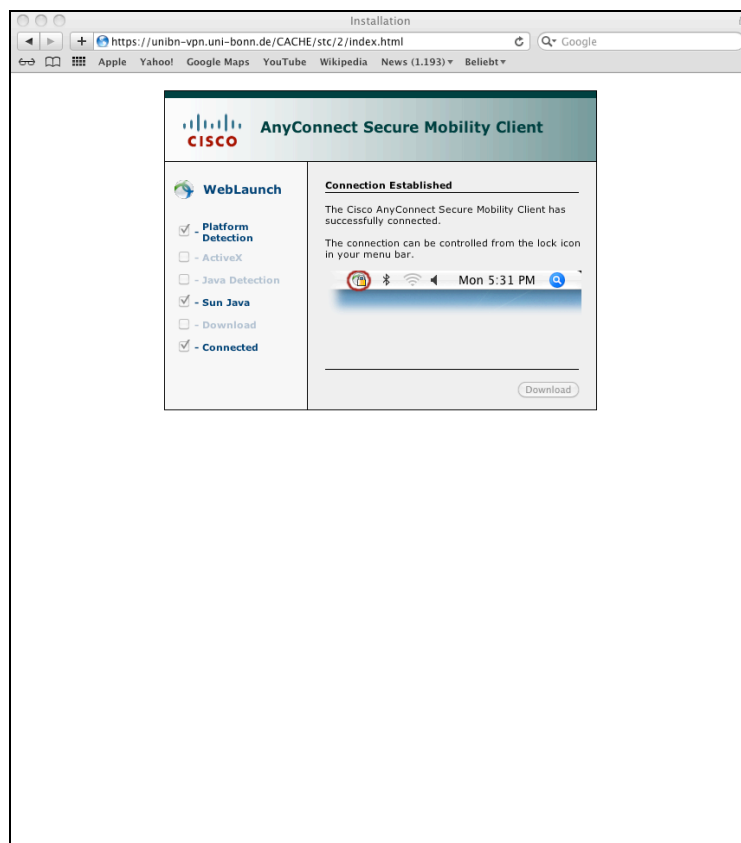 Installation
https://unibn-vpn.uni-bonn.de/CACHE/stc/2/index.html
Google
Apple Yahoo! Google Maps YouTube Wikipedia News (1.193) Beliebt
CISCO
AnyConnect Secure Mobility Client
WebLaunch
- Platform
Detection
- ActiveX
- Java Detection
- Sun Java
- Download
- Connected
Connection Established
The Cisco AnyConnect Secure Mobility Client has
successfully connected.
The connection can be controlled from the lock icon
in your menu bar.
Mon 5:31 PM
Download